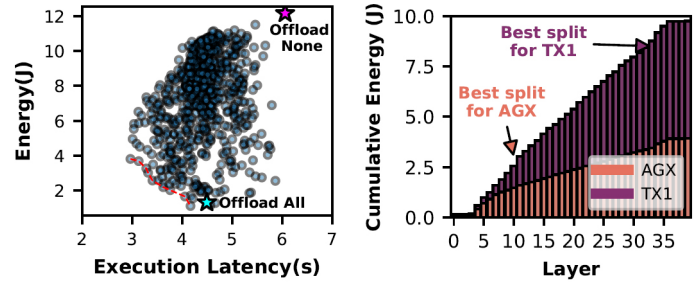 12
10
8
6
4
2
Energy(J)
2 3 4 5 6 7
Execution Latency(s)
Offload
None
Offload All
10.0
7.5
5.0
2.5
0.0
Cumulative Energy (J)
0 5 10 15 20 25 30 35
Layer
Best split
for TX1
Best split
for AGX
AGX
TX1